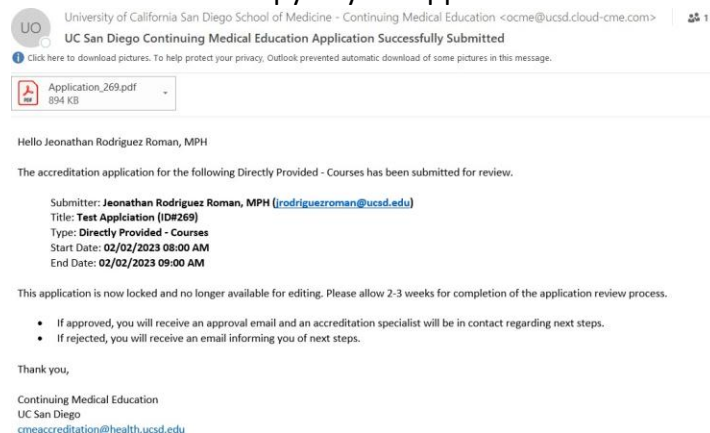 University of California San Diego School of Medicine - Continuing Medical Education <ocme@ucsd.cloud-cme.com>
1
UO
UC San Diego Continuing Medical Education Application Successfully Submitted
Click here to download pictures. To help protect your privacy, Outlook prevented automatic download of some pictures in this message.
Application_269.pdf
894 KB
Hello Jeonathan Rodriguez Roman, MPH
The accreditation application for the following Directly Provided - Courses has been submitted for review.
Submitter: Jeonathan Rodriguez Roman, MPH (jrodriguezroman@ucsd.edu)
Title: Test Applciation (ID#269)
Type: Directly Provided - Courses
Start Date: 02/02/2023 08:00 AM
End Date: 02/02/2023 09:00 AM
This application is now locked and no longer available for editing. Please allow 2-3 weeks for completion of the application review process.
• If approved, you will receive an approval email and an accreditation specialist will be in contact regarding next steps.
• If rejected, you will receive an email informing you of next steps.
Thank you,
Continuing Medical Education
UC San Diego
cmeaccreditation@health.ucsd.edu